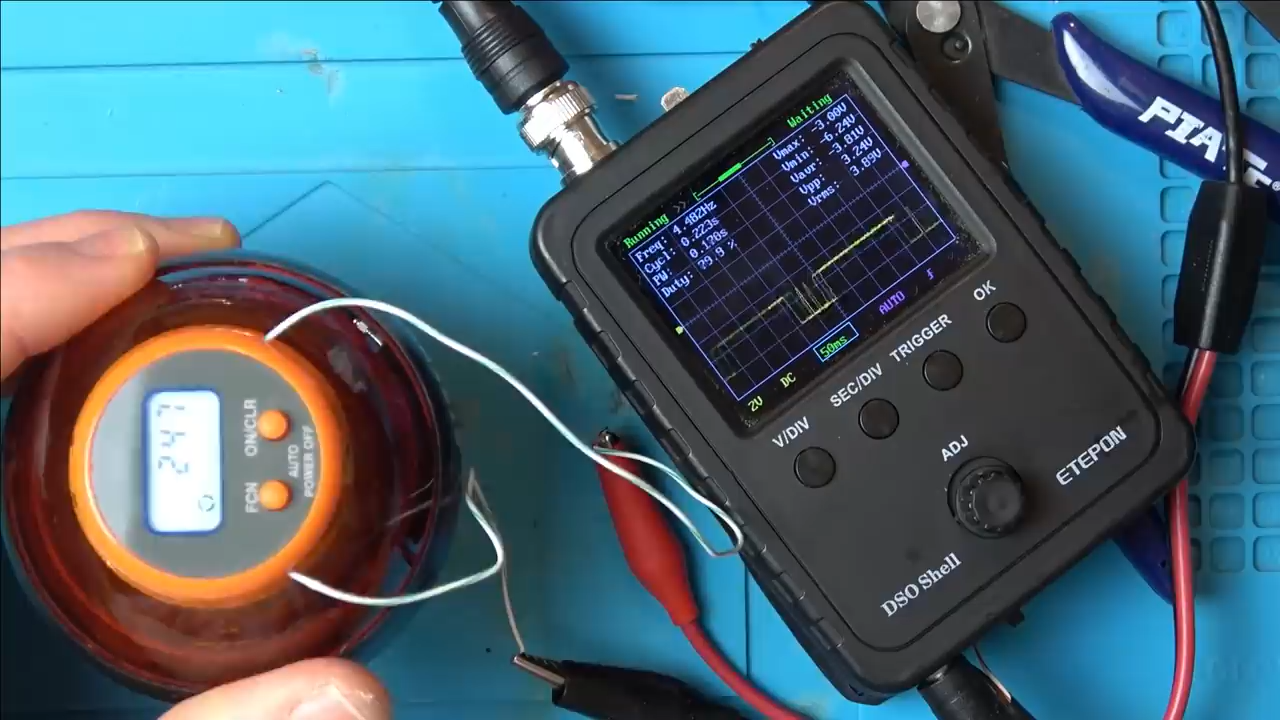 Running
Waiting
Freq: 4.482Hz
Cycl: 0.223s
PW: 0.178s
Duty: 79.9 %
Vmax: -3.00V
Vmin: -6.24V
Vavr: -3.81V
Vpp: 3.24V
Vrms: 3.89V
2V
DC
50ms
AUTO
V/DIV
SEC/DIV
TRIGGER
OK
ADJ
ETEPON
DSO Shell
ON/CLR
AUTO
POWER OFF
FCN
247